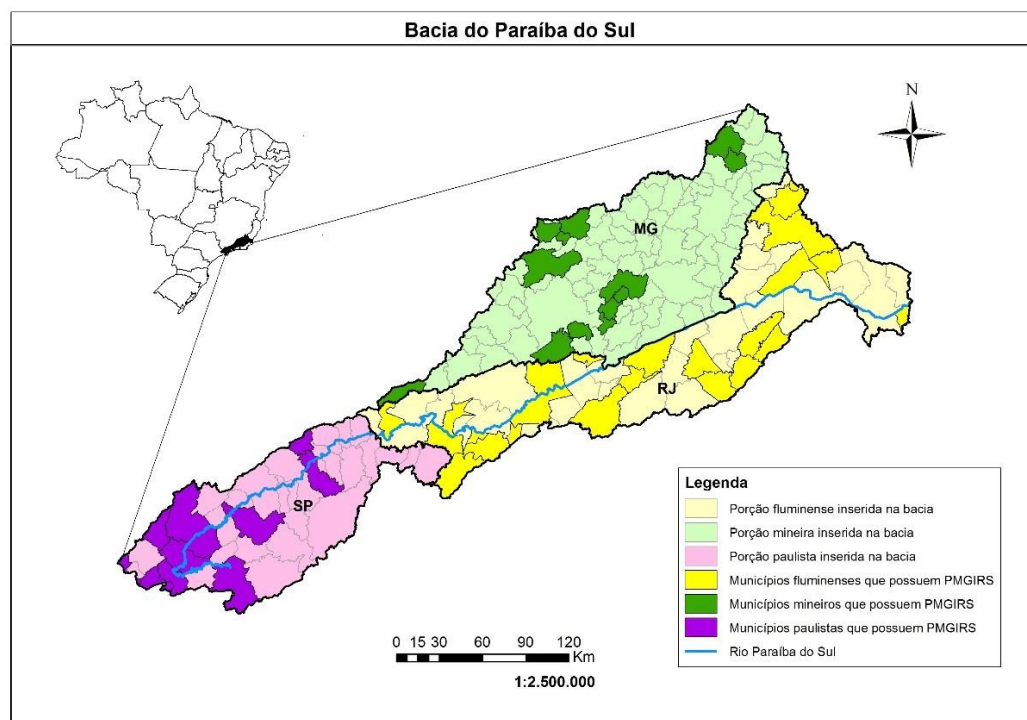 Bacia do Paraíba do Sul
N
MG
RJ
SP
Legenda
Porção fluminense inserida na bacia
Porção mineira inserida na bacia
Porção paulista inserida na bacia
Municípios fluminenses que possuem PMGIRS
Municípios mineiros que possuem PMGIRS
Municípios paulistas que possuem PMGIRS
Rio Paraíba do Sul
0 15 30 60 90 120
Km
1:2.500.000